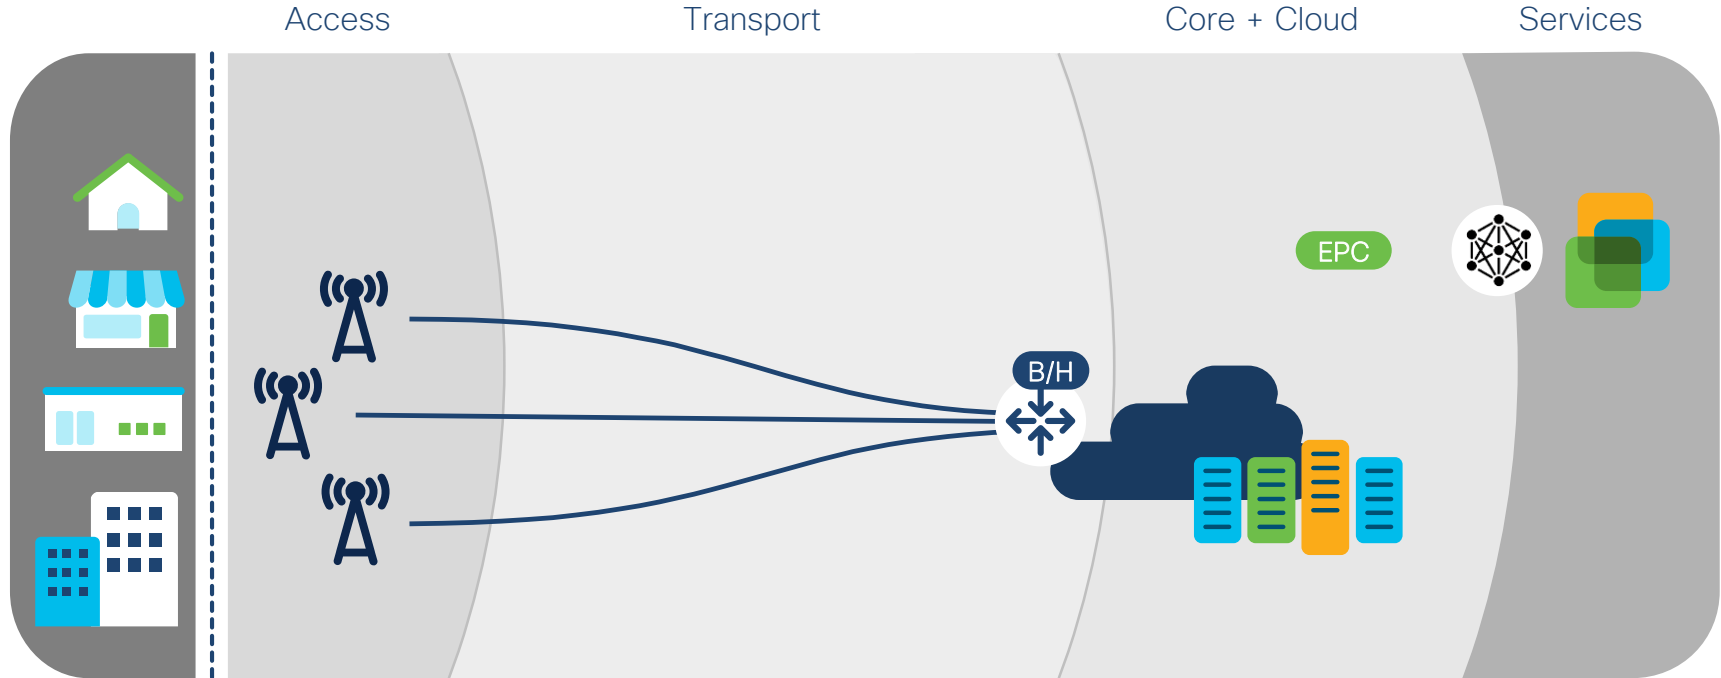 Access
Transport
Core + Cloud
Services
EPC
B/H